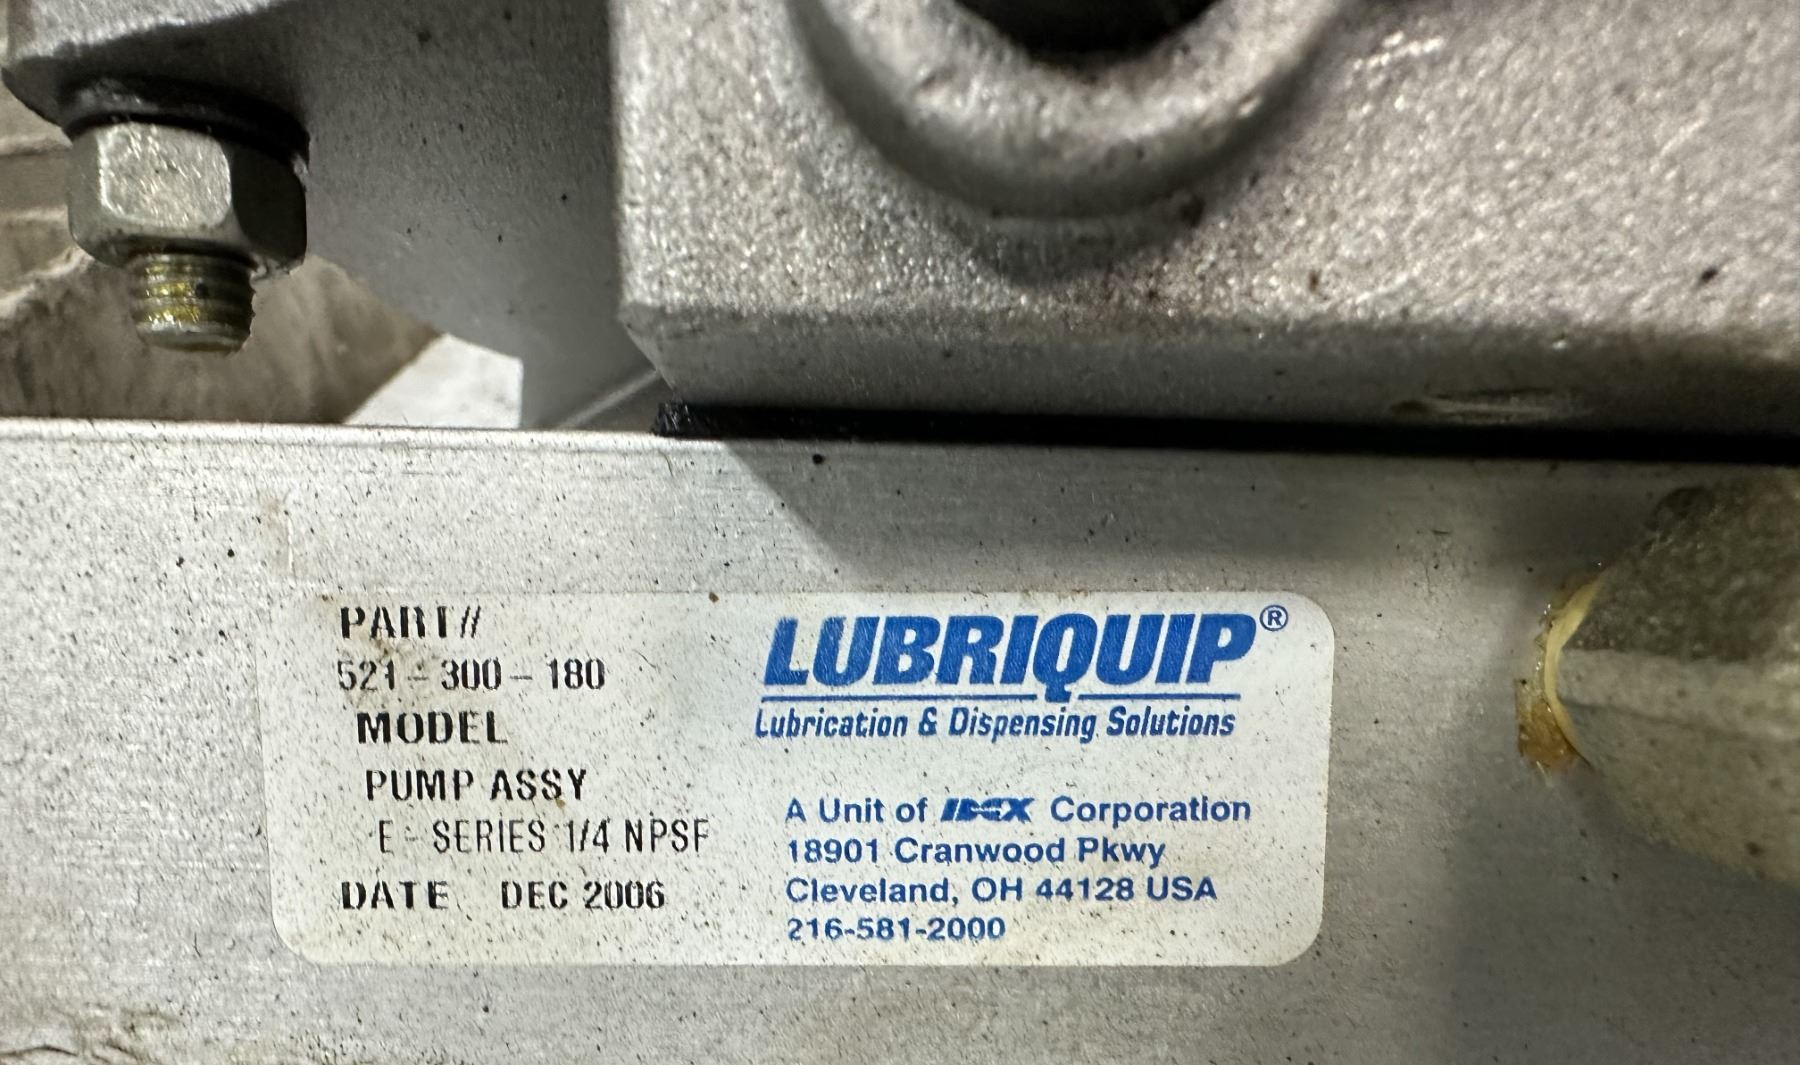 PART#
521-300-180
MODEL
PUMP ASSY
E-SERIES 1/4 NPSF
DATE DEC 2006
LUBRIQUIP®
Lubrication & Dispensing Solutions
A Unit of IDEX Corporation
18901 Cranwood Pkwy
Cleveland, OH 44128 USA
216-581-2000